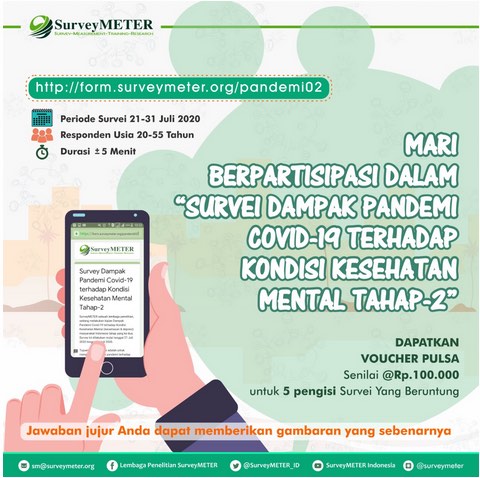 SurveyMETER
SURVEY-MEASUREMENT-TRAINING-RESEARCH
http://form.surveymeter.org/pandemi02
Periode Survei 21-31 Juli 2020
Responden Usia 20-55 Tahun
Durasi ±5 Menit
MARI
BERPARTISIPASI DALAM
“SURVEI DAMPAK PANDEMI
COVID-19 TERHADAP
KONDISI KESEHATAN
MENTAL TAHAP-2”
SurveyMETER
Survey Dampak
Pandemi Covid-19
terhadap Kondisi
Kesehatan Mental
Tahap-2
DAPATKAN
VOUCHER PULSA
Senilai @Rp.100.000
untuk 5 pengisi Survei Yang Beruntung
Jawaban jujur Anda dapat memberikan gambaran yang sebenarnya
sm@surveymeter.org
Lembaga Penelitian SurveyMETER
@SurveyMETER_ID
SurveyMETER Indonesia
@surveymeter